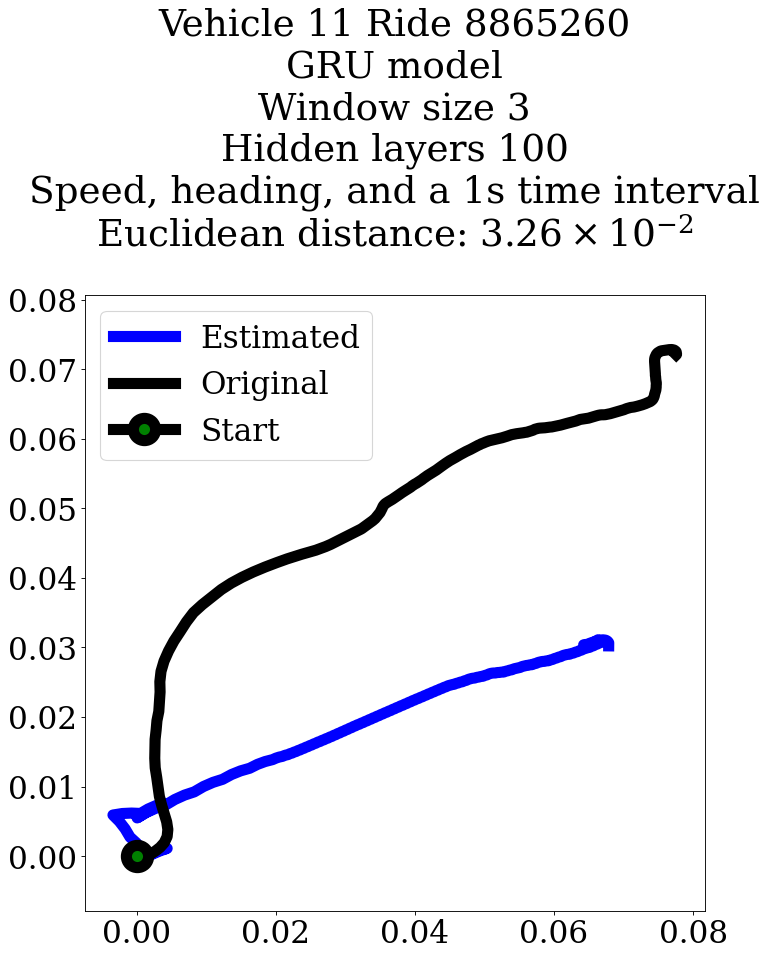 Vehicle 11 Ride 8865260
GRU model
Window size 3
Hidden layers 100
Speed, heading, and a 1s time interval
Euclidean distance: 3.26 × 10⁻²
Estimated
Original
Start
0.08
0.07
0.06
0.05
0.04
0.03
0.02
0.01
0.00
0.00 0.02 0.04 0.06 0.08